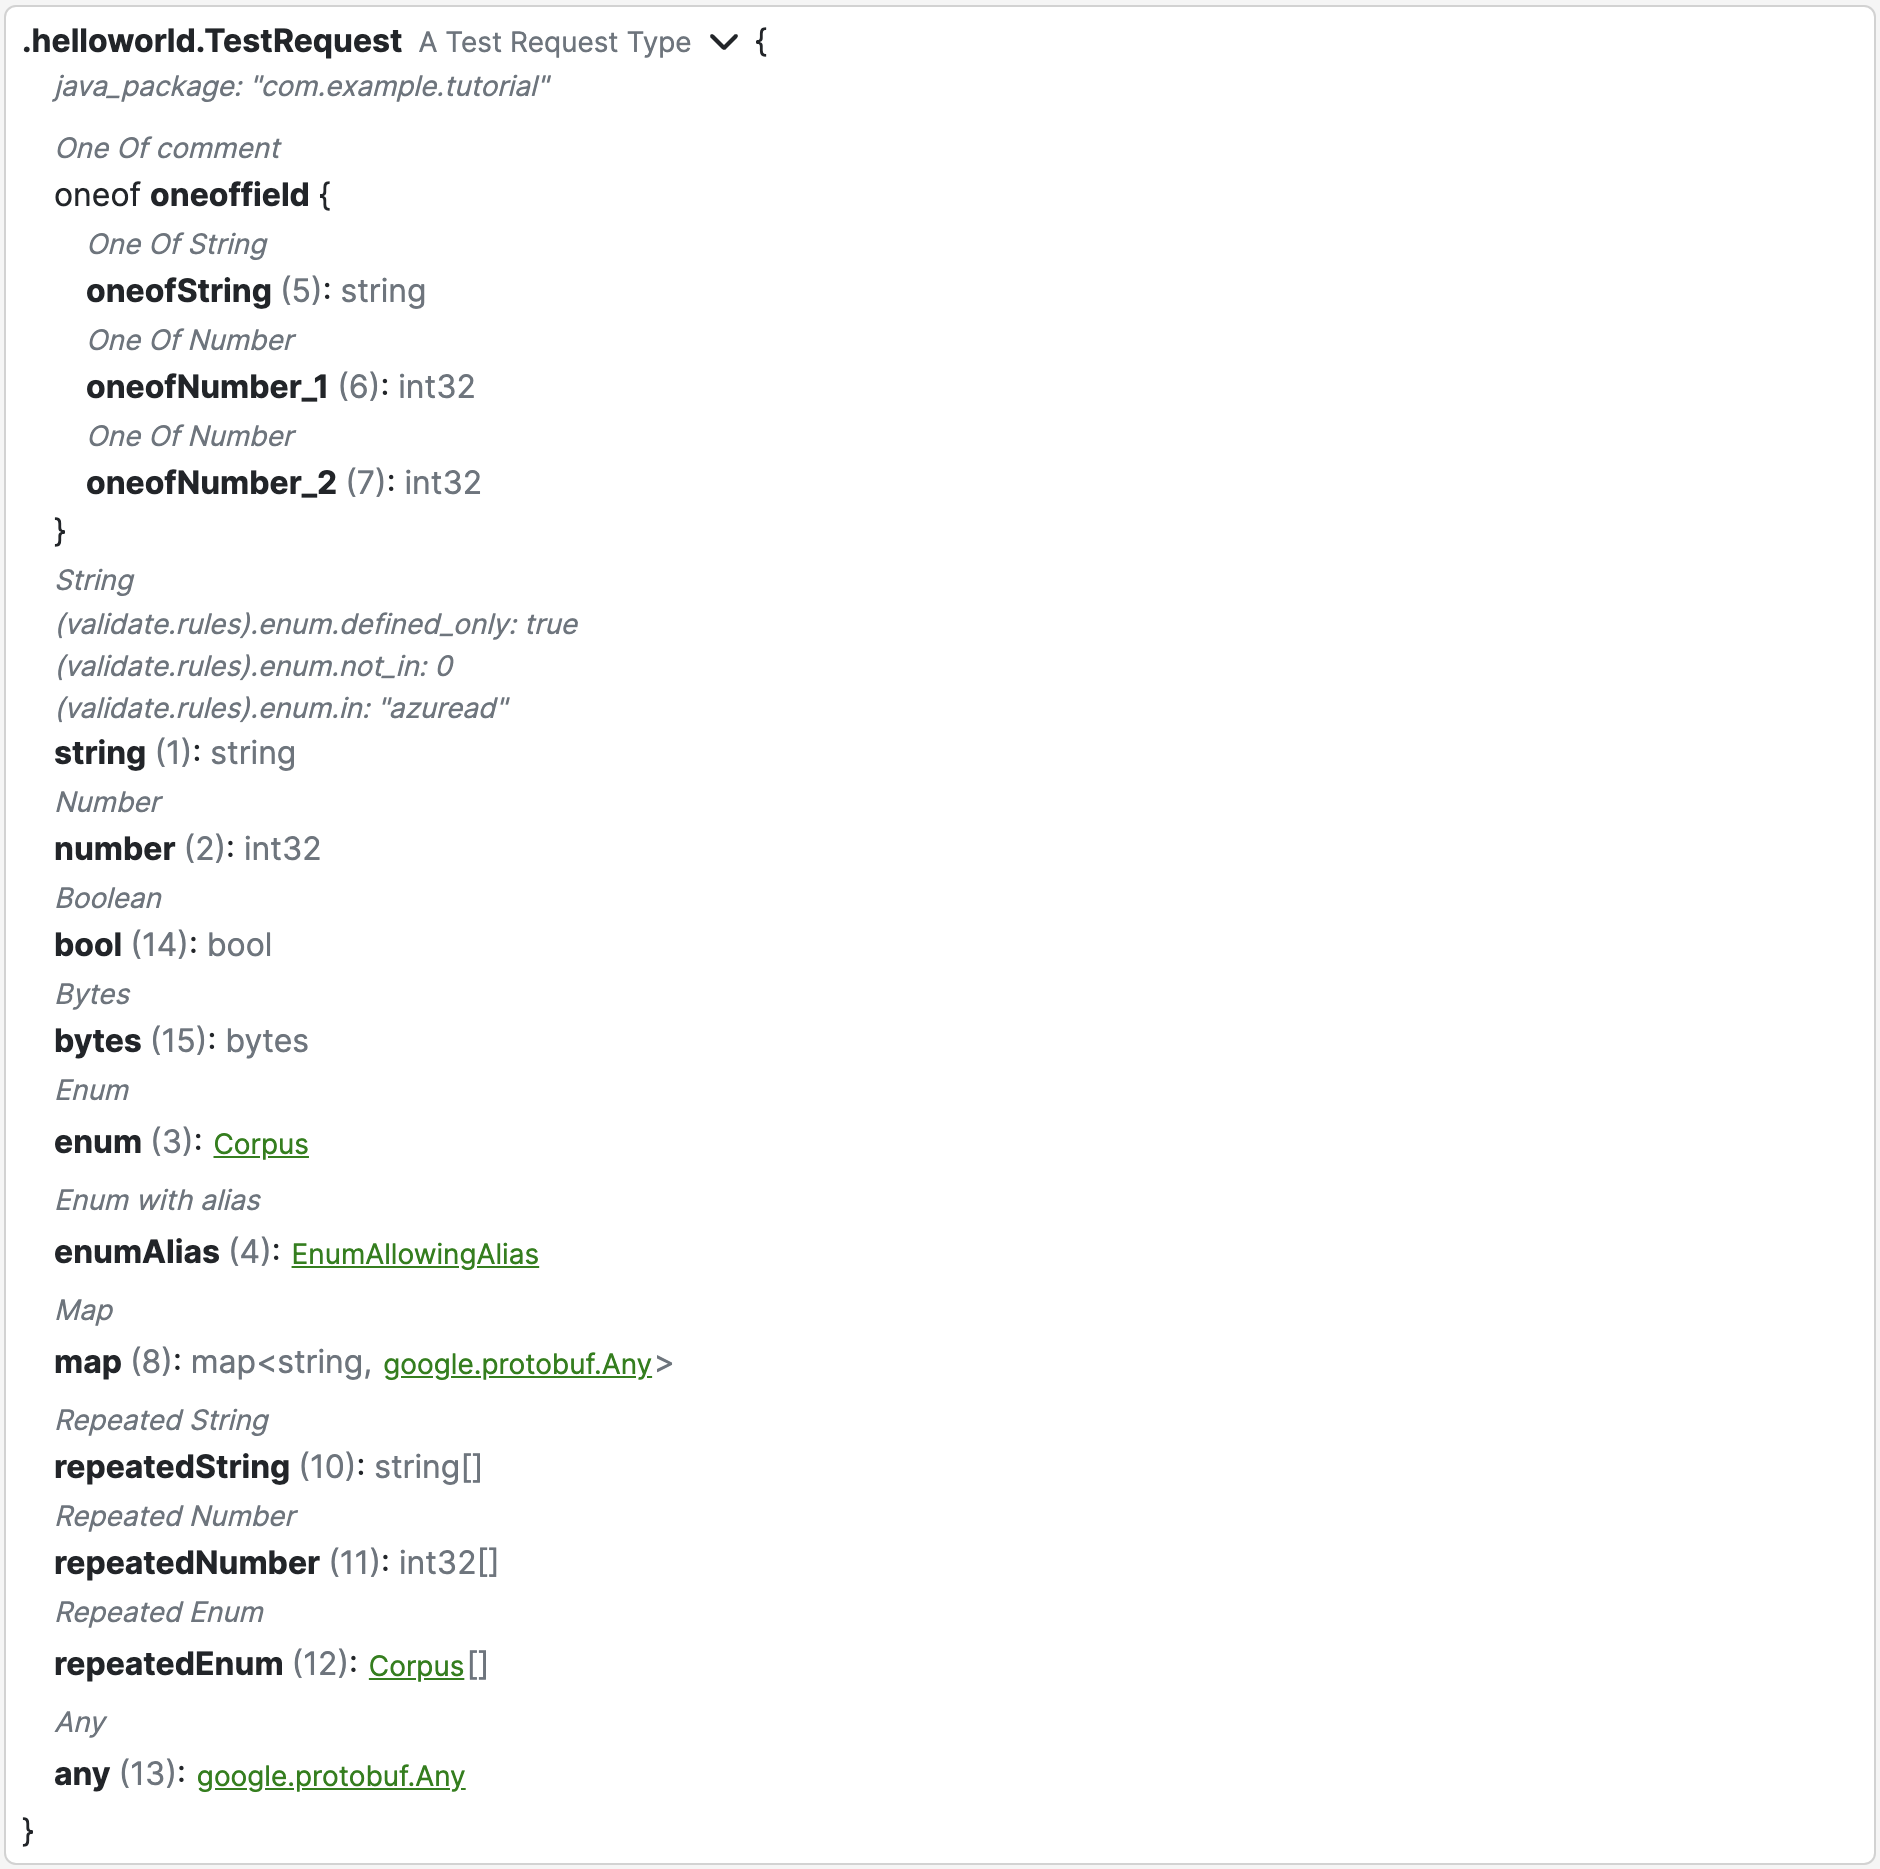 .helloworld.TestRequest A Test Request Type {
java_package: "com.example.tutorial"
One Of comment
oneof oneoffield {
One Of String
oneofString (5): string
One Of Number
oneofNumber_1 (6): int32
One Of Number
oneofNumber_2 (7): int32
}
String
(validate.rules).enum.defined_only: true
(validate.rules).enum.not_in: 0
(validate.rules).enum.in: "azuread"
string (1): string
Number
number (2): int32
Boolean
bool (14): bool
Bytes
bytes (15): bytes
Enum
enum (3): Corpus
Enum with alias
enumAlias (4): EnumAllowingAlias
Map
map (8): map<string, google.protobuf.Any>
Repeated String
repeatedString (10): string[]
Repeated Number
repeatedNumber (11): int32[]
Repeated Enum
repeatedEnum (12): Corpus[]
Any
any (13): google.protobuf.Any
}